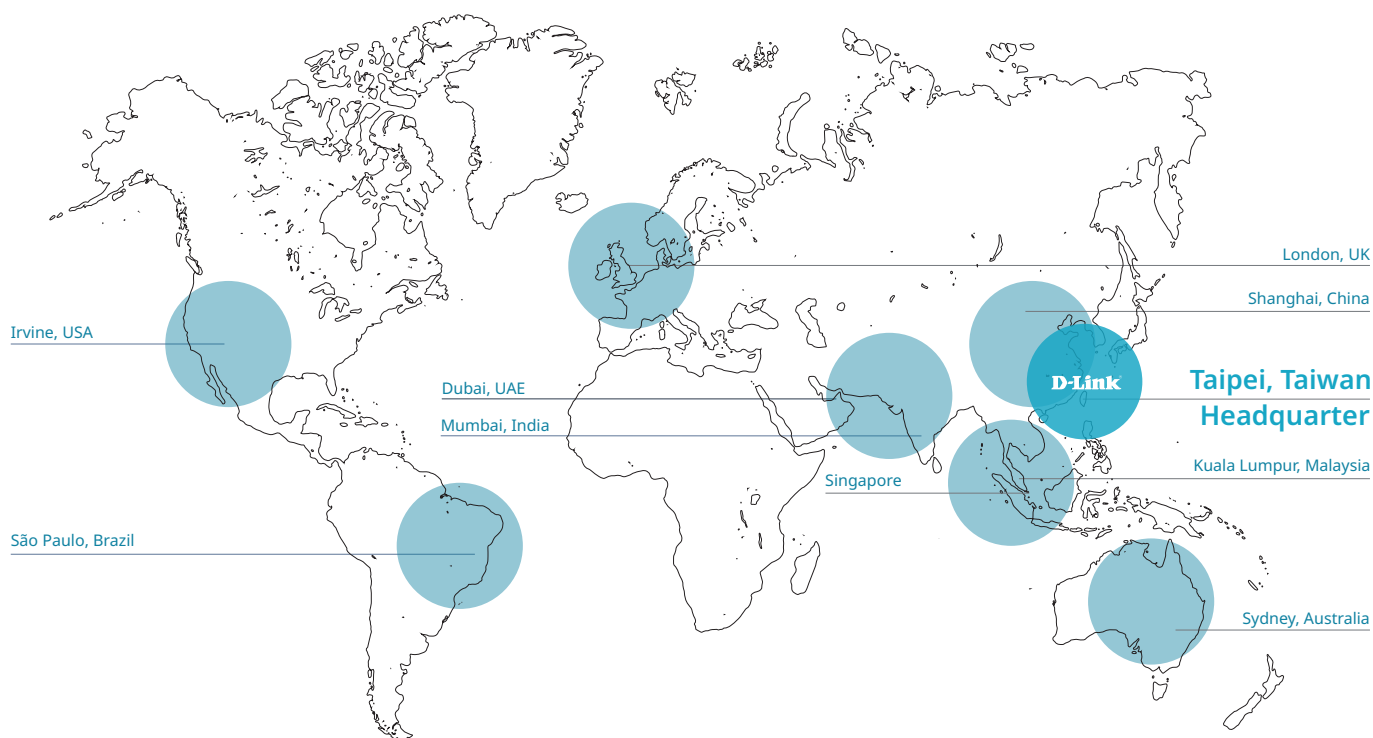 London, UK
Shanghai, China
Irvine, USA
D-Link
Taipei, Taiwan
Headquarter
Dubai, UAE
Mumbai, India
Kuala Lumpur, Malaysia
Singapore
São Paulo, Brazil
Sydney, Australia